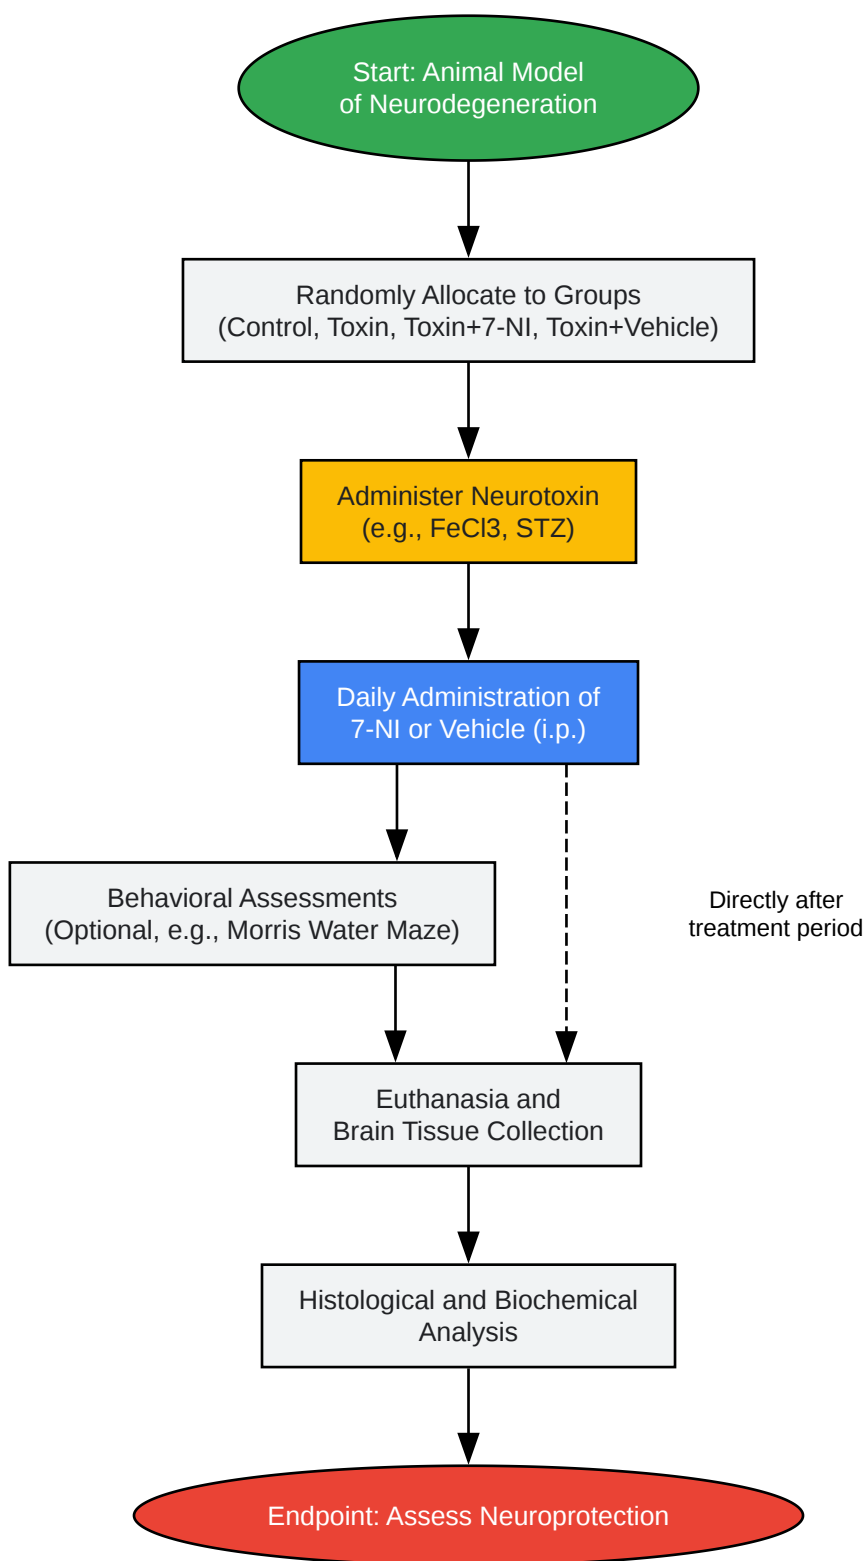 Start: Animal Model
of Neurodegeneration
Randomly Allocate to Groups
(Control, Toxin, Toxin+7-NI, Toxin+Vehicle)
Administer Neurotoxin
(e.g., FeCl3, STZ)
Daily Administration of
7-NI or Vehicle (i.p.)
Behavioral Assessments
(Optional, e.g., Morris Water Maze)
Directly after
treatment period
Euthanasia and
Brain Tissue Collection
Histological and Biochemical
Analysis
Endpoint: Assess Neuroprotection